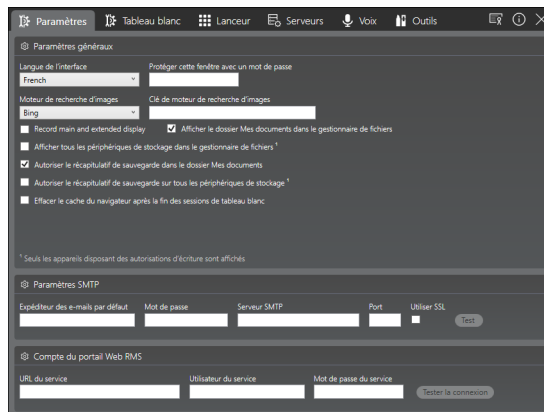 Paramètres Tableau blanc Lanceur Serveurs Voix Outils
Paramètres généraux
Langue de l'interface Protéger cette fenêtre avec un mot de passe
French
Moteur de recherche d'images Clé de moteur de recherche d'images
Bing
Record main and extended display Afficher le dossier Mes documents dans le gestionnaire de fichiers
Afficher tous les périphériques de stockage dans le gestionnaire de fichiers ¹
Autoriser le récapitulatif de sauvegarde dans le dossier Mes documents
Autoriser le récapitulatif de sauvegarde sur tous les périphériques de stockage ¹
Effacer le cache du navigateur après la fin des sessions de tableau blanc
¹ Seuls les appareils disposant des autorisations d'écriture sont affichés
Paramètres SMTP
Expéditeur des e-mails par défaut Mot de passe Serveur SMTP Port Utiliser SSL
Test
Compte du portail Web RMS
URL du service Utilisateur du service Mot de passe du service
Tester la connexion